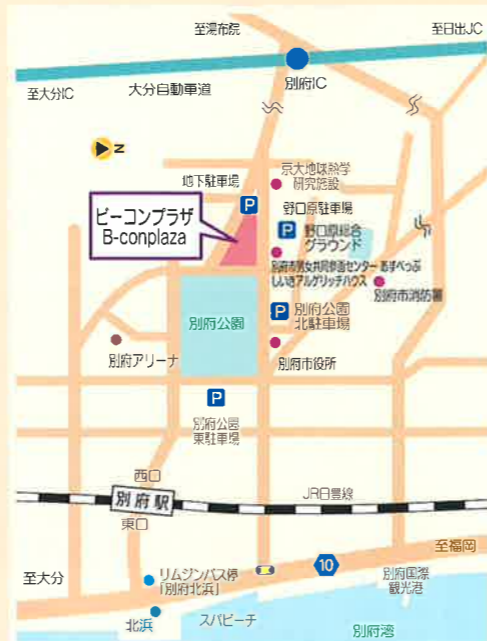 至湯布院
至日出JC
別府IC
至大分IC
大分自動車道
N
京大地球熱学
研究施設
地下駐車場
P
野口原駐車場
ビーコンプラザ
B-conplaza
P
野口原総合
グラウンド
別府市男女共同参画センター あすべっぷ
しいきアルゲリッチハウス
別府市消防署
別府公園
P
別府公園
北駐車場
別府アリーナ
別府市役所
P
別府公園
東駐車場
西口
JR日豊線
別府駅
東口
至福岡
10
至大分
リムジンバス停
「別府北浜」
別府国際
観光港
北浜
スパビーチ
別府湾